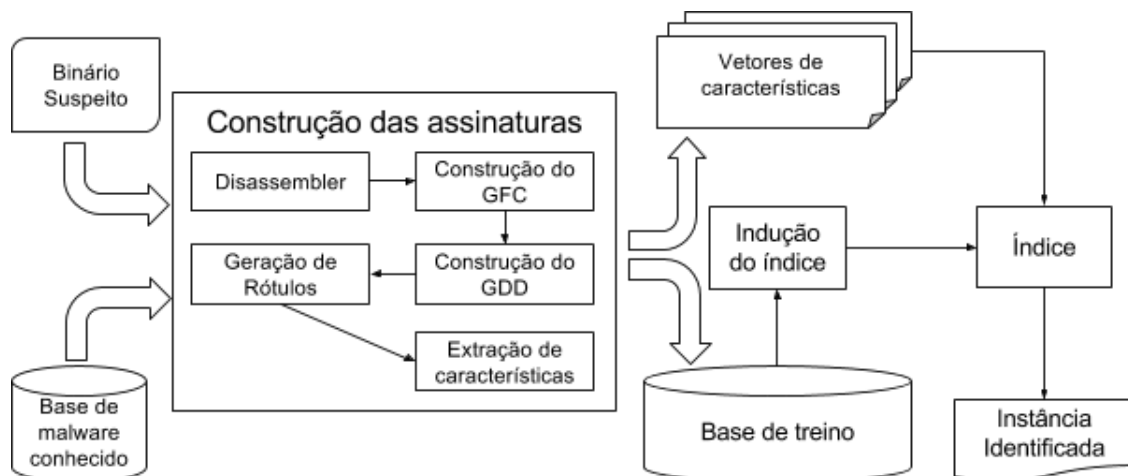 Binário
Suspeito
Construção das assinaturas
Disassembler
Construção do
GFC
Geração de
Rótulos
Construção do
GDD
Extração de
características
Base de
malware
conhecido
Vetores de
características
Indução
do índice
Índice
Base de treino
Instância
Identificada